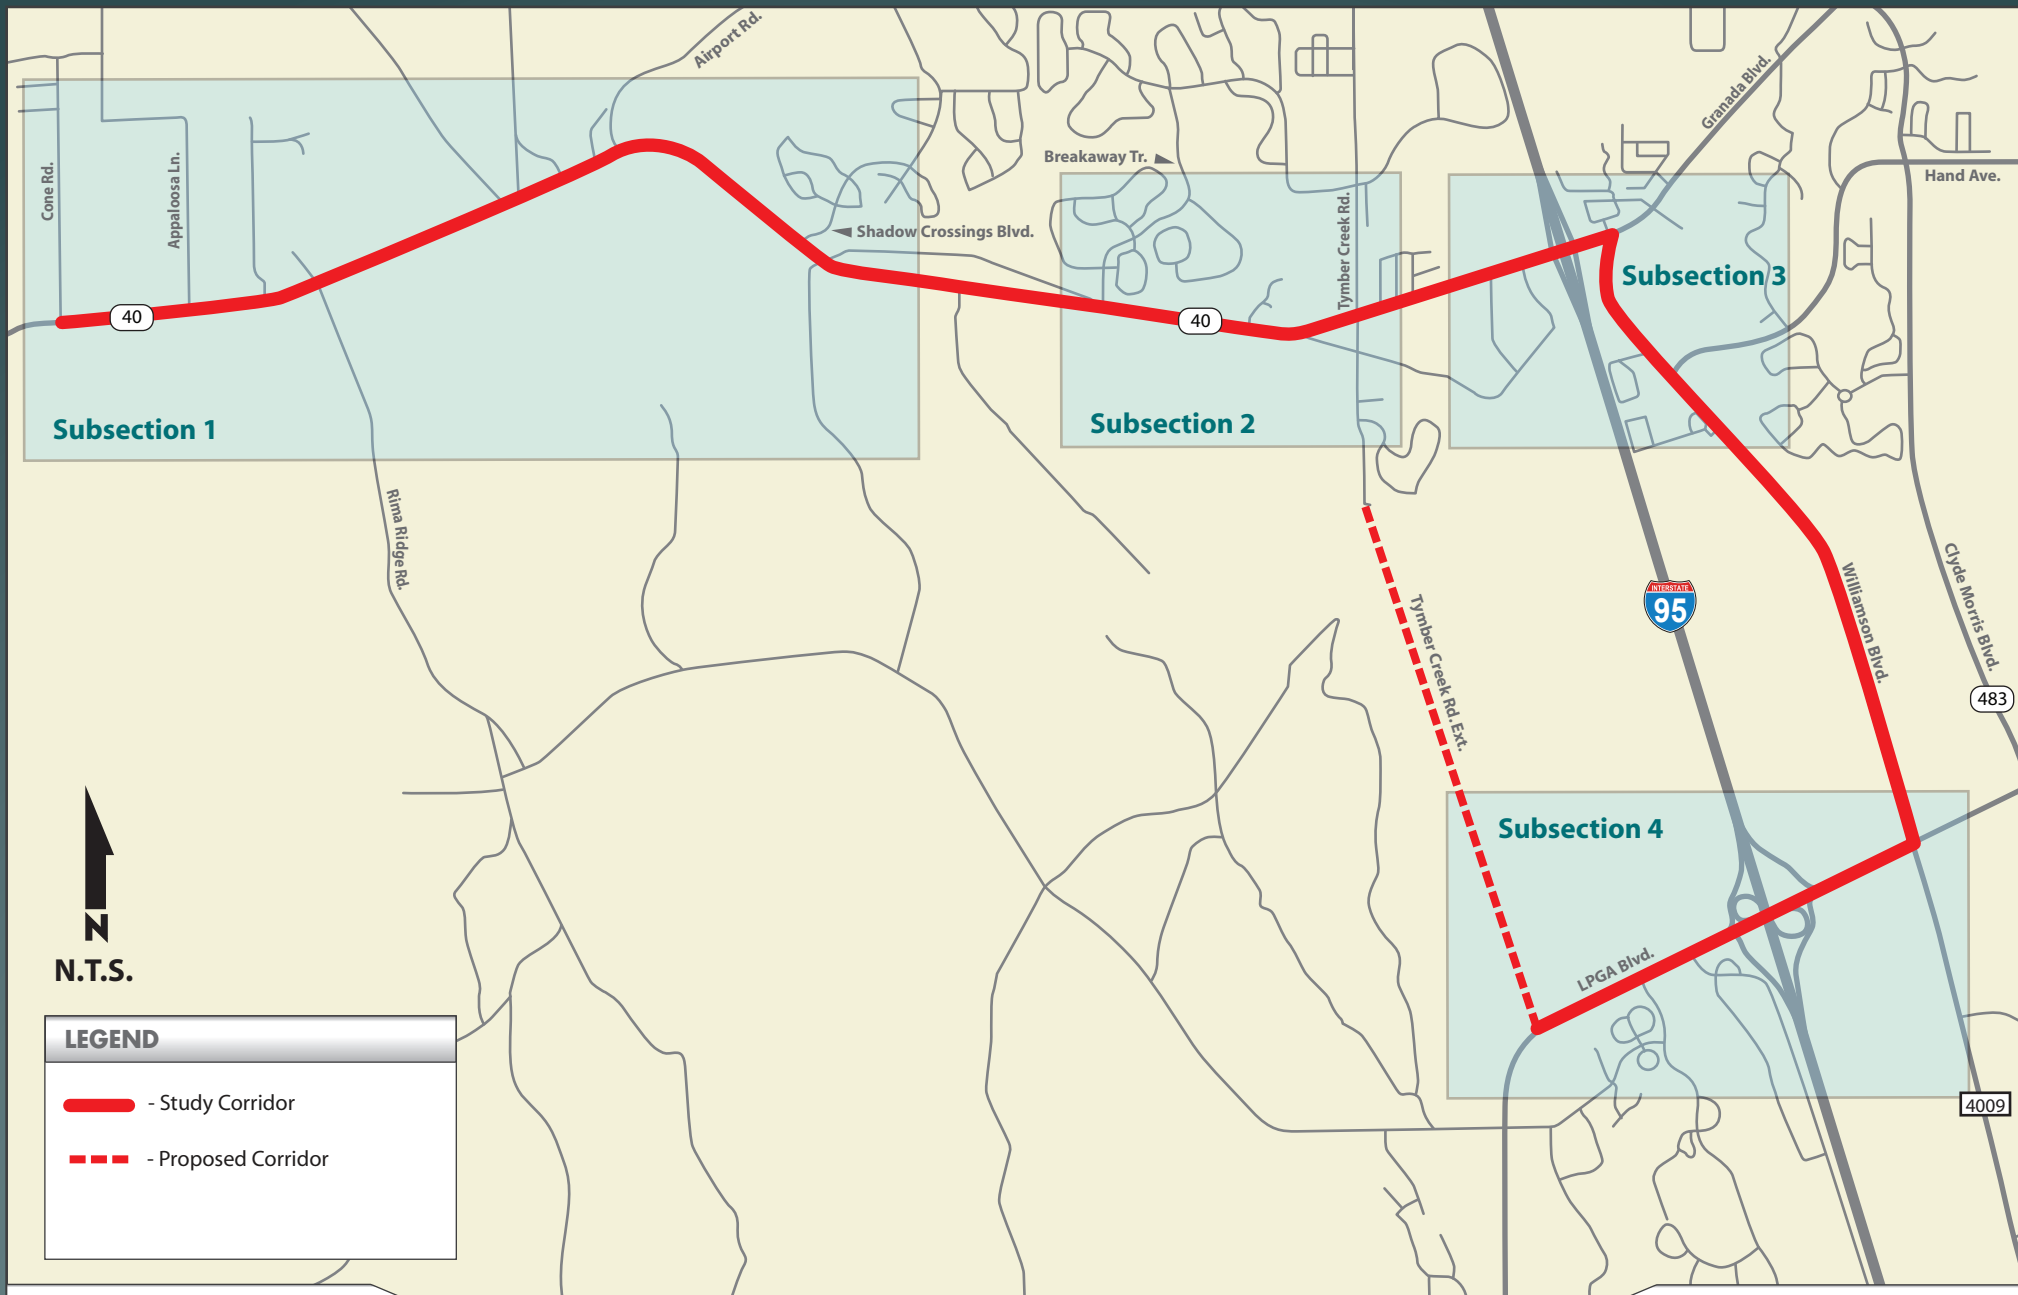 Airport Rd.
Granada Blvd.
Cone Rd.
Appaloosa Ln.
Breakaway Tr.
Hand Ave.
Tymber Creek Rd.
Shadow Crossings Blvd.
Subsection 3
40
40
Subsection 1
Subsection 2
Rima Ridge Rd.
INTERSTATE
95
Tymber Creek Rd. Ext.
Williamson Blvd.
Clyde Morris Blvd.
483
Subsection 4
LPGA Blvd.
4009
N
N.T.S.
LEGEND
- Study Corridor
- Proposed Corridor